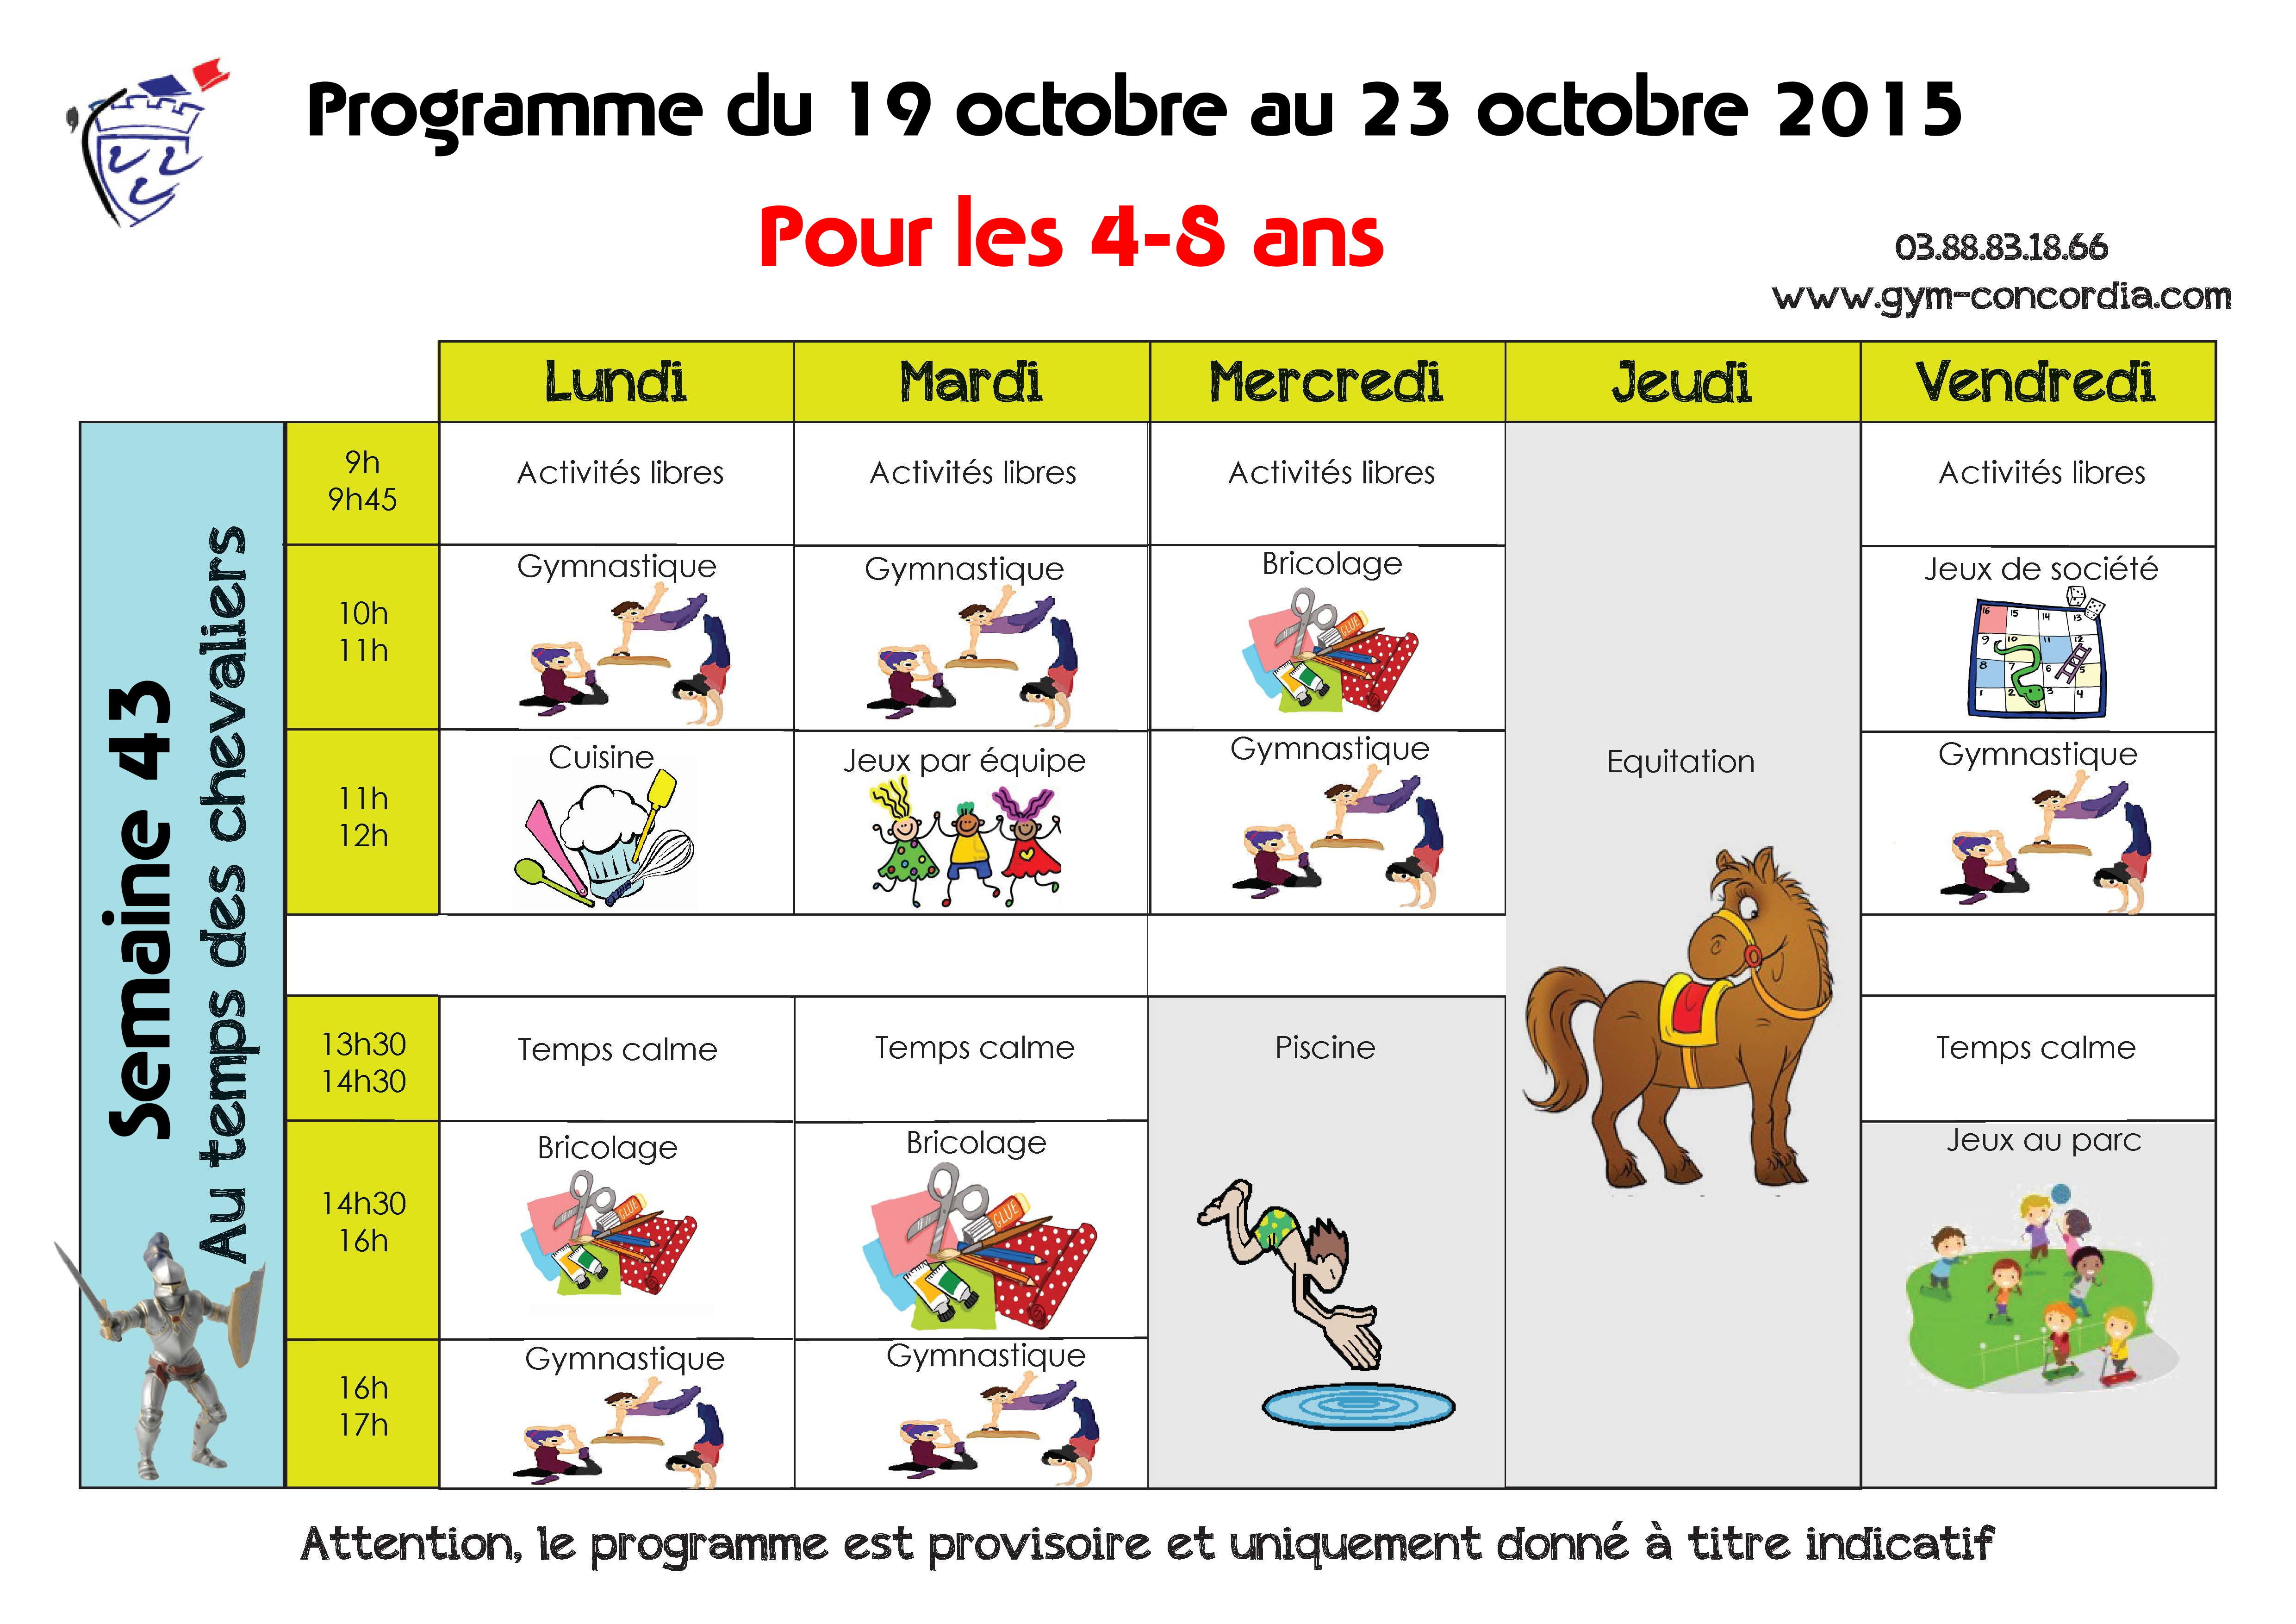 Programme du 19 octobre au 23 octobre 2015
Pour les 4-8 ans
03.88.83.18.66
www.gym-concordia.com
Lundi Mardi Mercredi Jeudi Vendredi
Semaine 43
Au temps des chevaliers
9h
9h45
Activités libres Activités libres Activités libres Activités libres
10h
11h
Gymnastique Gymnastique Bricolage Jeux de société
11h
12h
Cuisine Jeux par équipe Gymnastique Equitation Gymnastique
13h30
14h30
Temps calme Temps calme Piscine Temps calme
14h30
16h
Bricolage Bricolage Jeux au parc
16h
17h
Gymnastique Gymnastique
Attention, le programme est provisoire et uniquement donné à titre indicatif